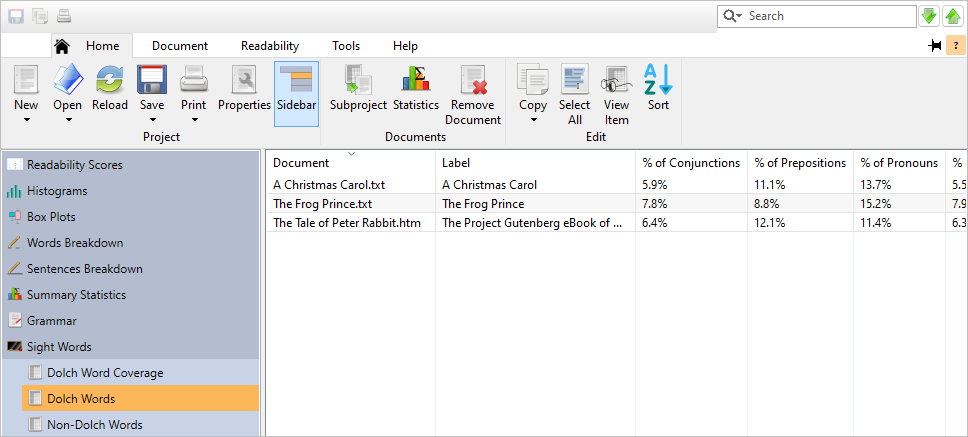 Search
?
Home Document Readability Tools Help
New Open Reload Save Print Properties Sidebar Subproject Statistics Remove Document Copy Select All View Item Sort
Project Documents Edit
Readability Scores
Histograms
Box Plots
Words Breakdown
Sentences Breakdown
Summary Statistics
Grammar
Sight Words
Dolch Word Coverage
Dolch Words
Non-Dolch Words
Document Label % of Conjunctions % of Prepositions % of Pronouns %
A Christmas Carol.txt A Christmas Carol 5.9% 11.1% 13.7% 5.5
The Frog Prince.txt The Frog Prince 7.8% 8.8% 15.2% 7.9
The Tale of Peter Rabbit.htm The Project Gutenberg eBook of ... 6.4% 12.1% 11.4% 6.3